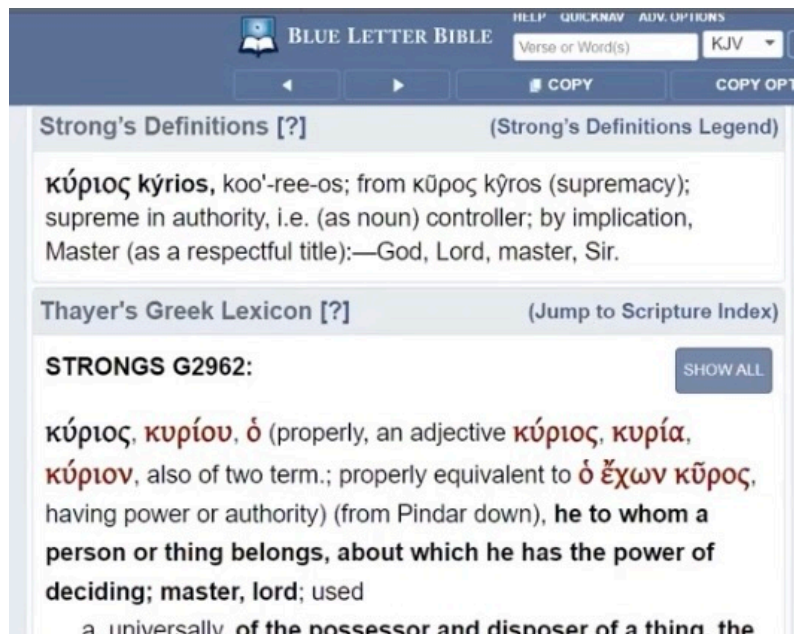 HELP QUICKNAV ADV. OPTIONS
BLUE LETTER BIBLE
Verse or Word(s)
KJV
COPY
COPY OPT
Strong's Definitions [?] (Strong's Definitions Legend)
κύριος kýrios, koo'-ree-os; from κῦρος kŷros (supremacy);
supreme in authority, i.e. (as noun) controller; by implication,
Master (as a respectful title):—God, Lord, master, Sir.
Thayer's Greek Lexicon [?] (Jump to Scripture Index)
STRONGS G2962:
SHOW ALL
κύριος, κυρίου, ὁ (properly, an adjective κύριος, κυρία,
κύριον, also of two term.; properly equivalent to ὁ ἔχων κῦρος,
having power or authority) (from Pindar down), he to whom a
person or thing belongs, about which he has the power of
deciding; master, lord; used
a. universally, of the possessor and disposer of a thing, the